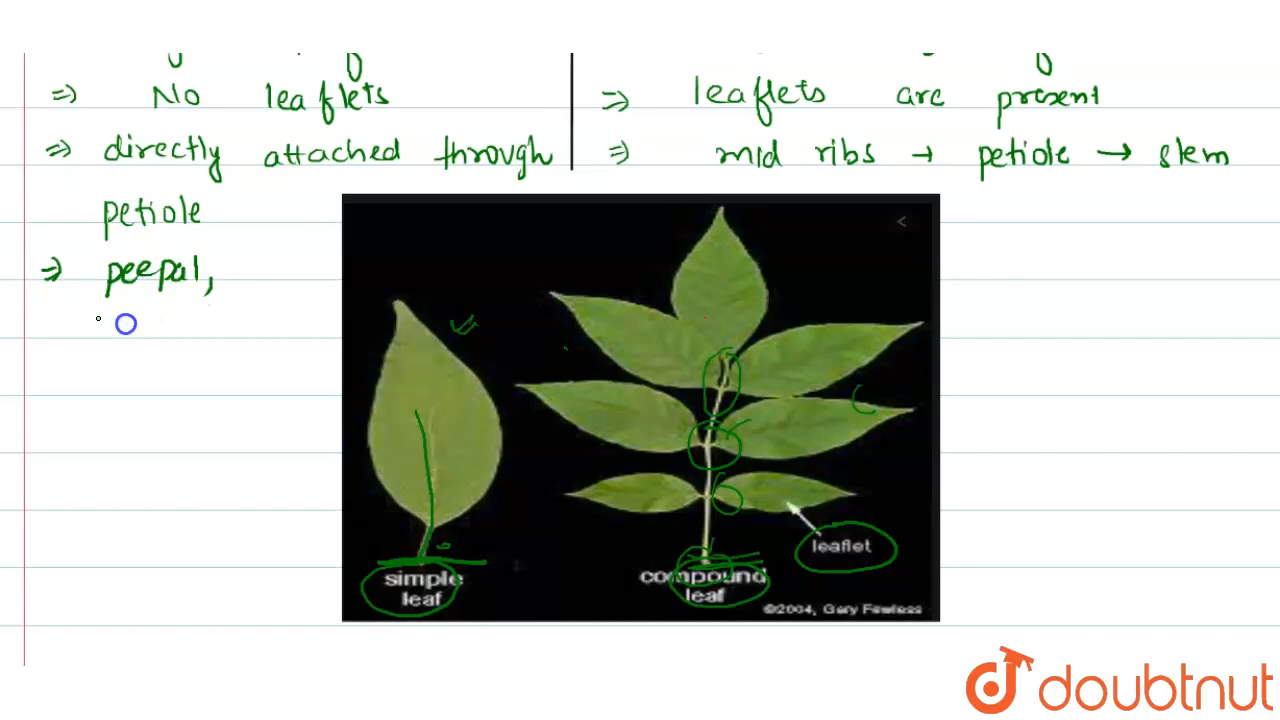 ⇒ No leaflets
⇒ directly attached through
petiole
⇒ peepal,
⇒ leaflets are present
⇒ mid ribs → petiole → stem
leaflet
simple
leaf
compound
leaf
©2004, Gary Fewless
doubtnut